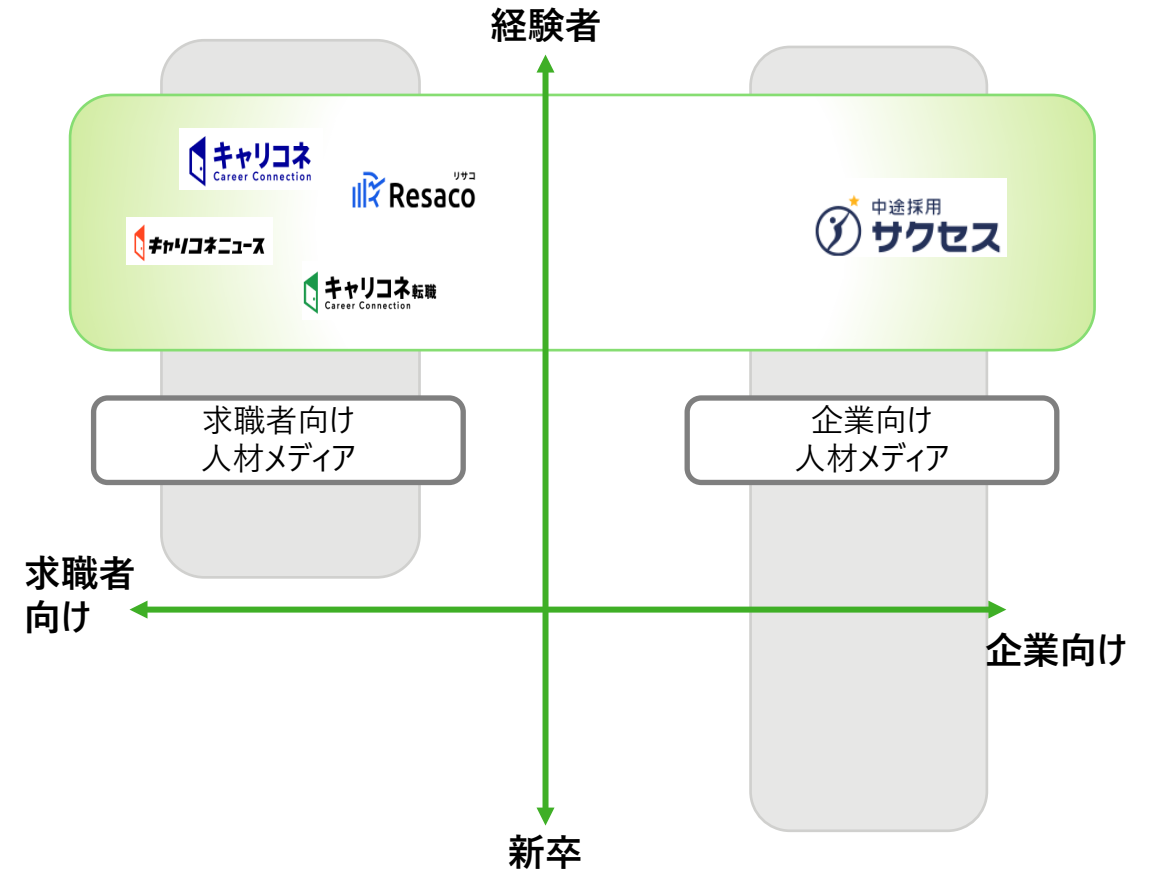 経験者
キャリコネ
Career Connection
リサコ
Resaco
キャリコネニュース
キャリコネ転職
Career Connection
中途採用
サクセス
求職者向け
人材メディア
企業向け
人材メディア
求職者
向け
企業向け
新卒